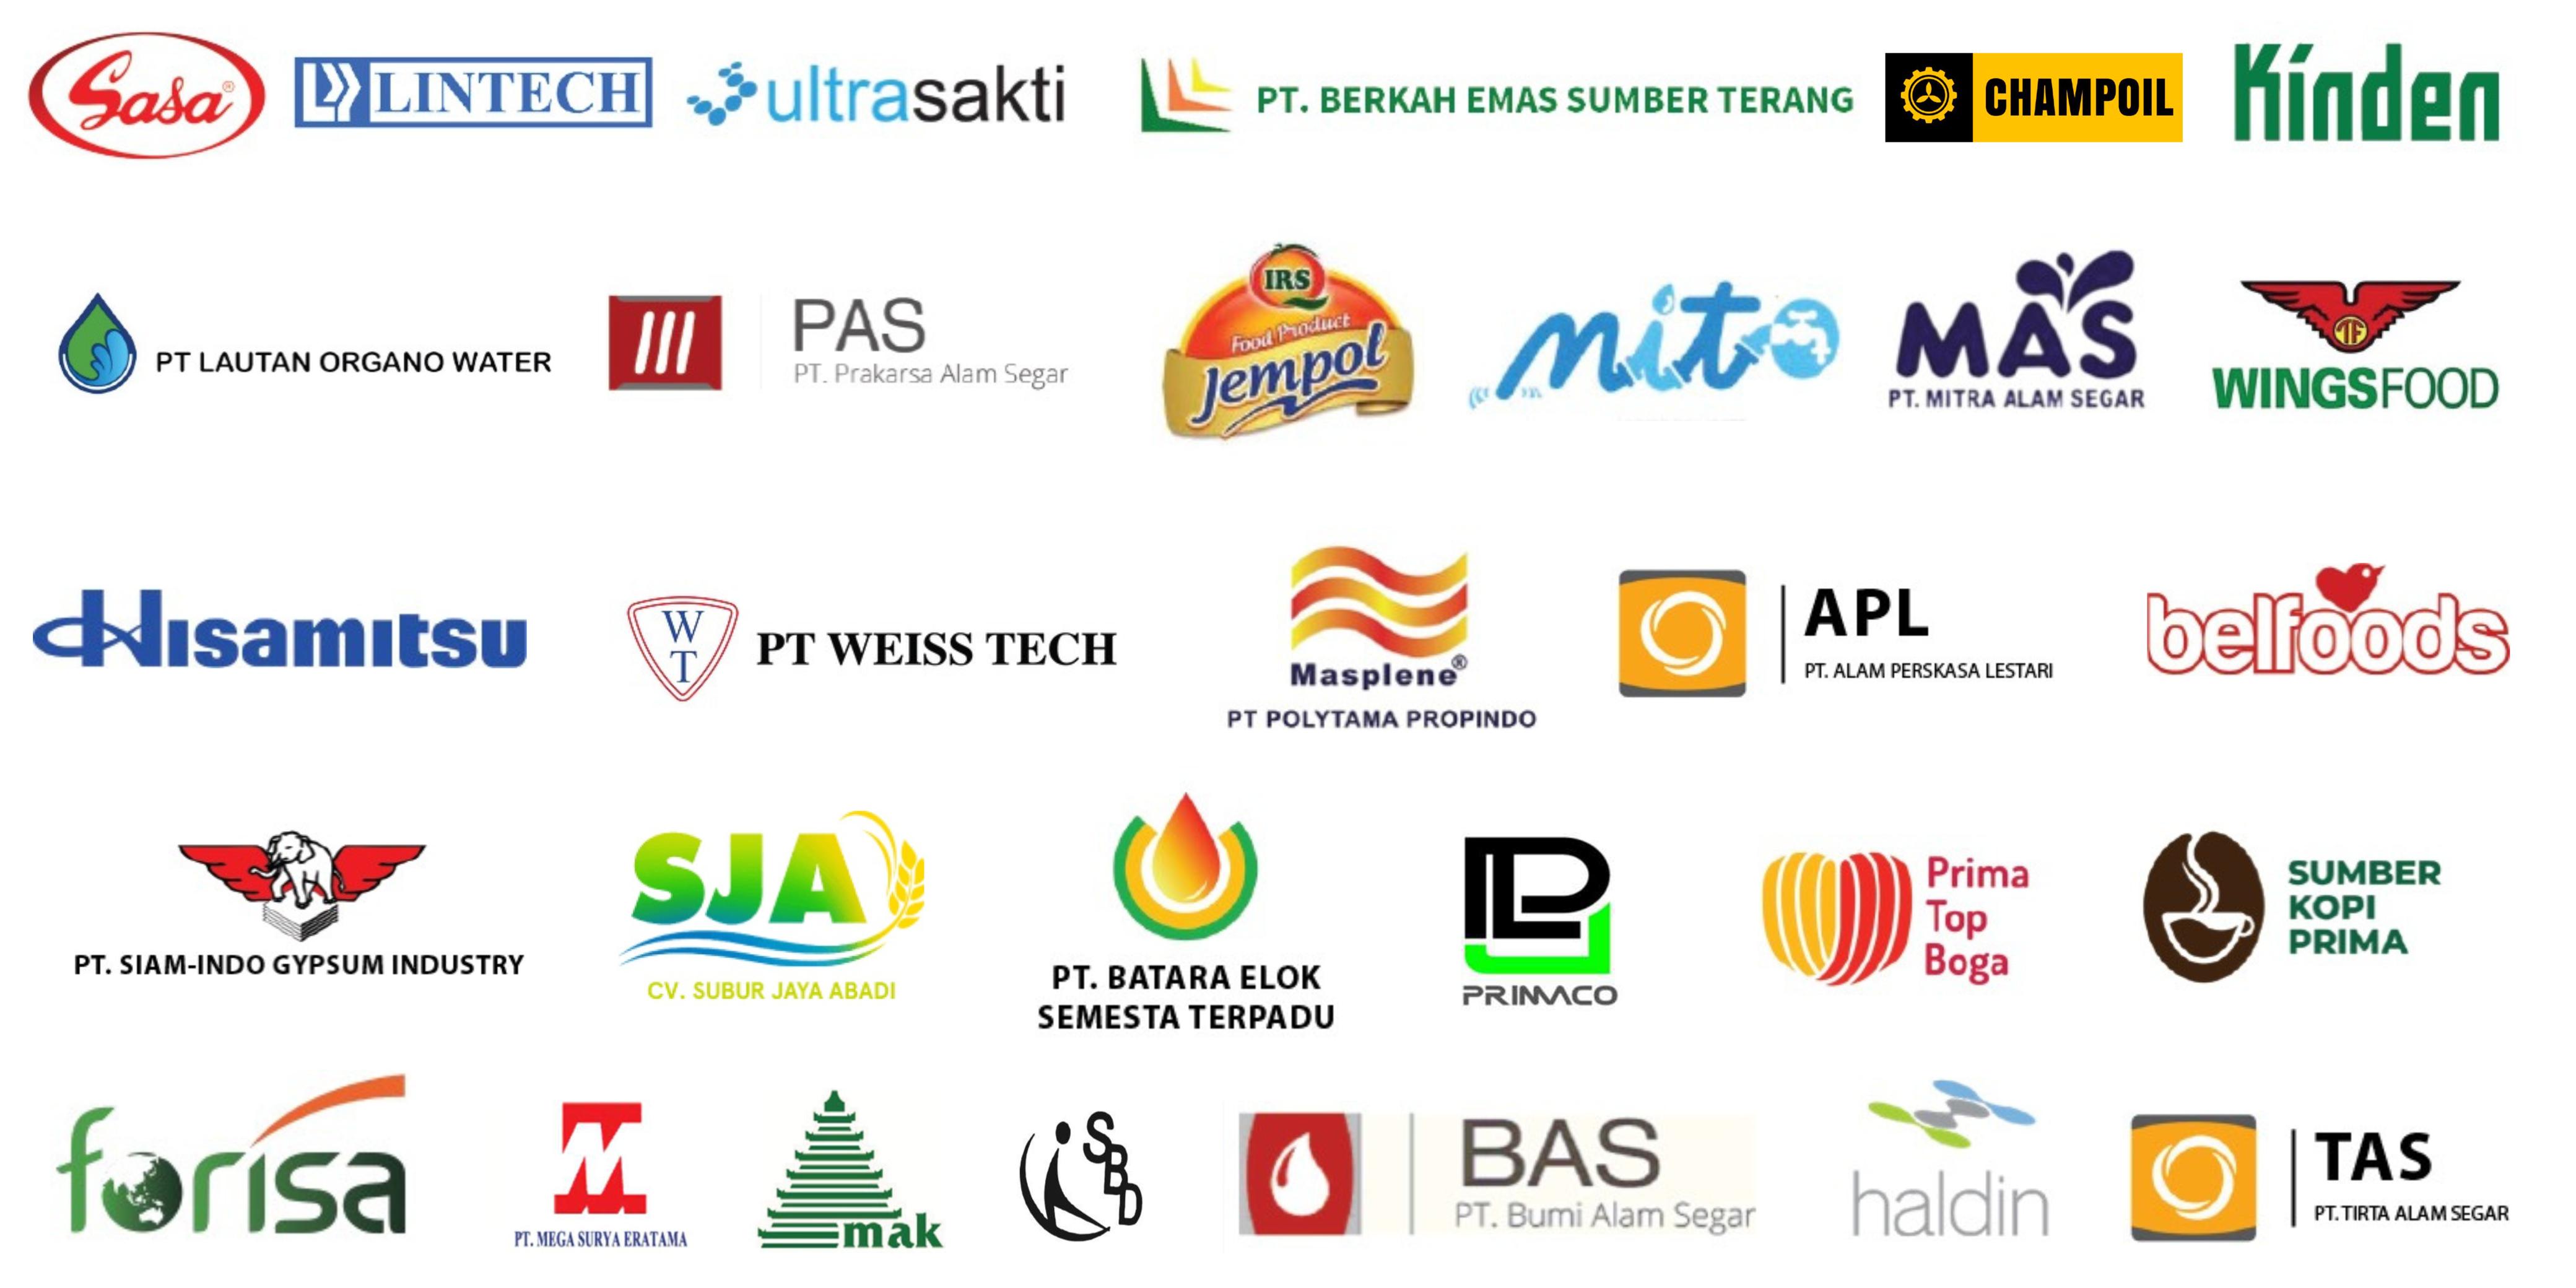 Sasa®
LINTECH
ultrasakti
PT. BERKAH EMAS SUMBER TERANG
CHAMPOIL
Kinden
PT LAUTAN ORGANO WATER
PAS
PT. Prakarsa Alam Segar
IRS
Food Product
Jempol
mito
MAS
PT. MITRA ALAM SEGAR
WINGSFOOD
Hisamitsu
W
T
PT WEISS TECH
Masplene®
PT POLYTAMA PROPINDO
APL
PT. ALAM PERSKASA LESTARI
belfoods
PT. SIAM-INDO GYPSUM INDUSTRY
SJA
CV. SUBUR JAYA ABADI
PT. BATARA ELOK
SEMESTA TERPADU
PRIMACO
Prima
Top
Boga
SUMBER
KOPI
PRIMA
forisa
PT. MEGA SURYA ERATAMA
mak
SBD
BAS
PT. Bumi Alam Segar
haldin
TAS
PT. TIRTA ALAM SEGAR